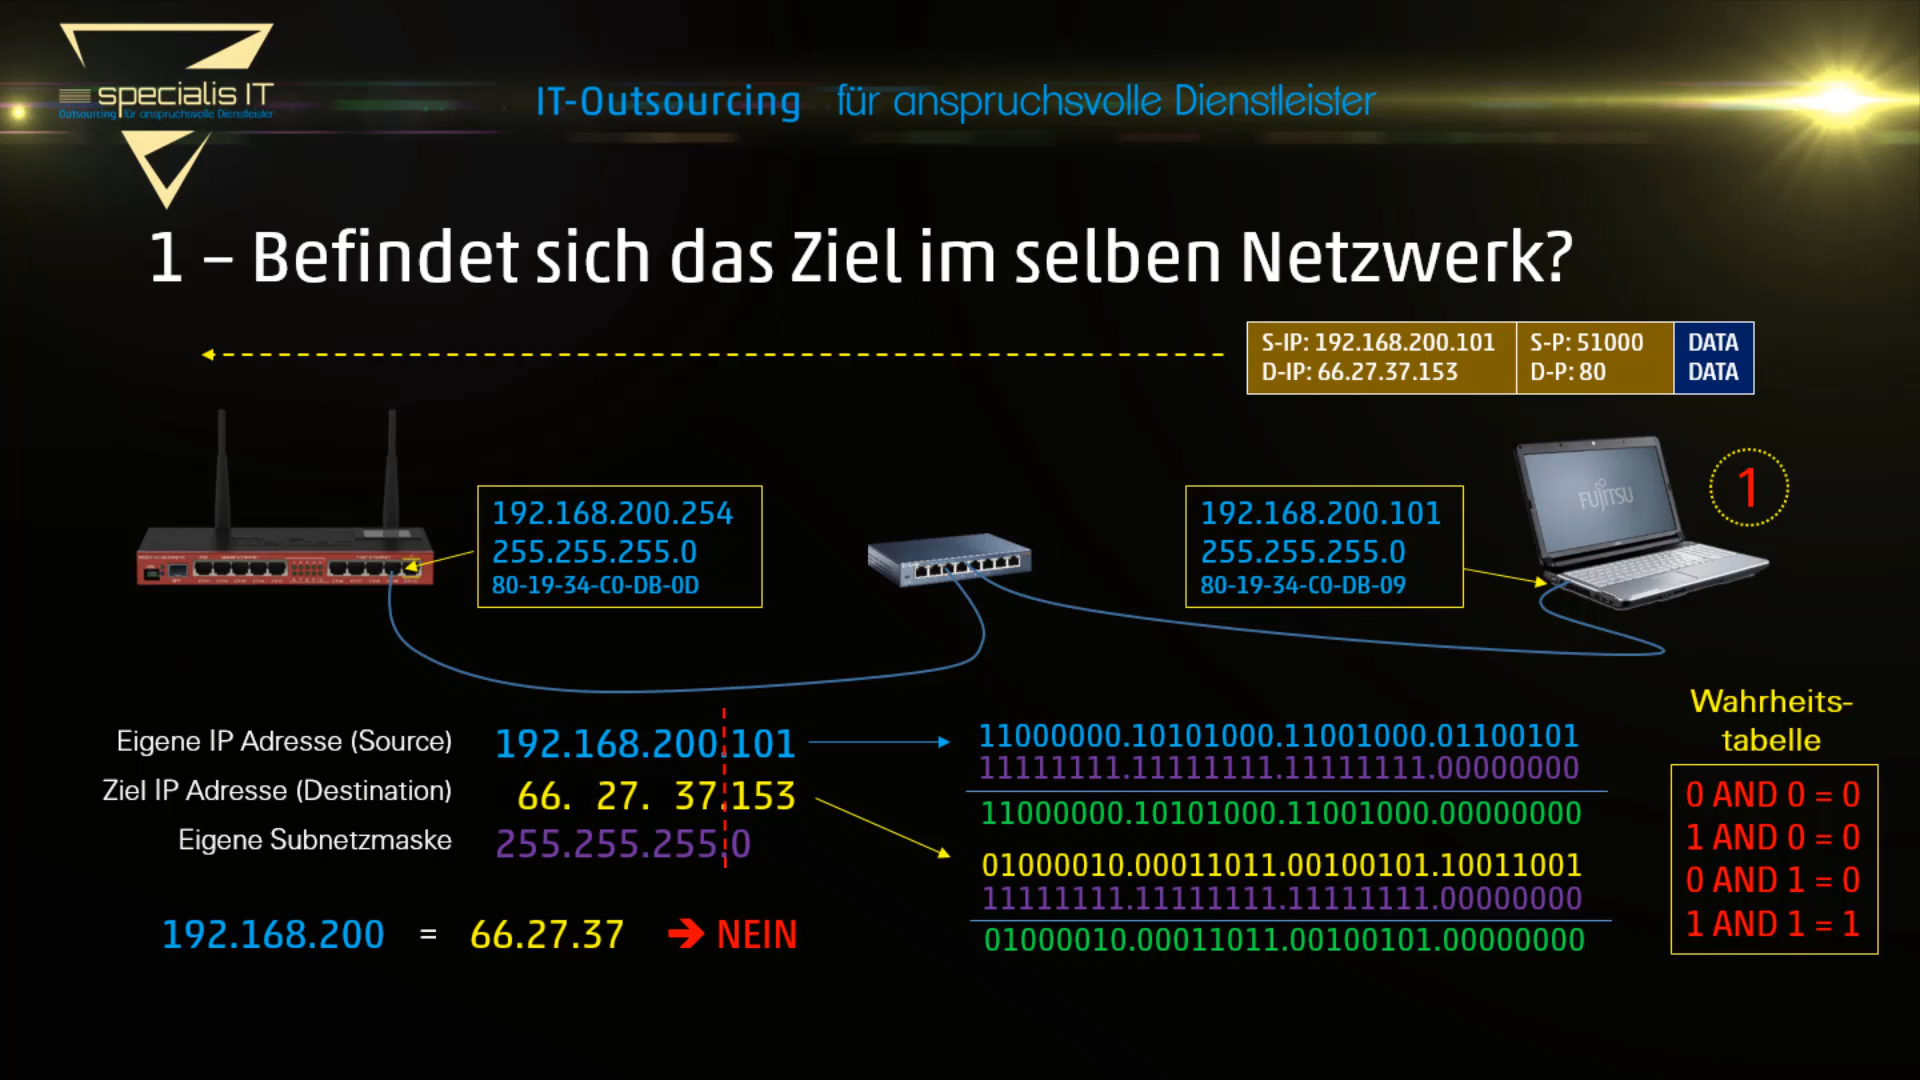 specialis IT
Outsourcing für anspruchsvolle Dienstleister
IT-Outsourcing für anspruchsvolle Dienstleister
1 – Befindet sich das Ziel im selben Netzwerk?
S-IP: 192.168.200.101 S-P: 51000 DATA
D-IP: 66.27.37.153 D-P: 80 DATA
192.168.200.254
255.255.255.0
80-19-34-C0-DB-0D
192.168.200.101
255.255.255.0
80-19-34-C0-DB-09
FUJITSU
1
Eigene IP Adresse (Source) 192.168.200.101
Ziel IP Adresse (Destination) 66. 27. 37.153
Eigene Subnetzmaske 255.255.255.0
192.168.200 = 66.27.37 ➔ NEIN
11000000.10101000.11001000.01100101
11111111.11111111.11111111.00000000
11000000.10101000.11001000.00000000
01000010.00011011.00100101.10011001
11111111.11111111.11111111.00000000
01000010.00011011.00100101.00000000
Wahrheits-
tabelle
0 AND 0 = 0
1 AND 0 = 0
0 AND 1 = 0
1 AND 1 = 1